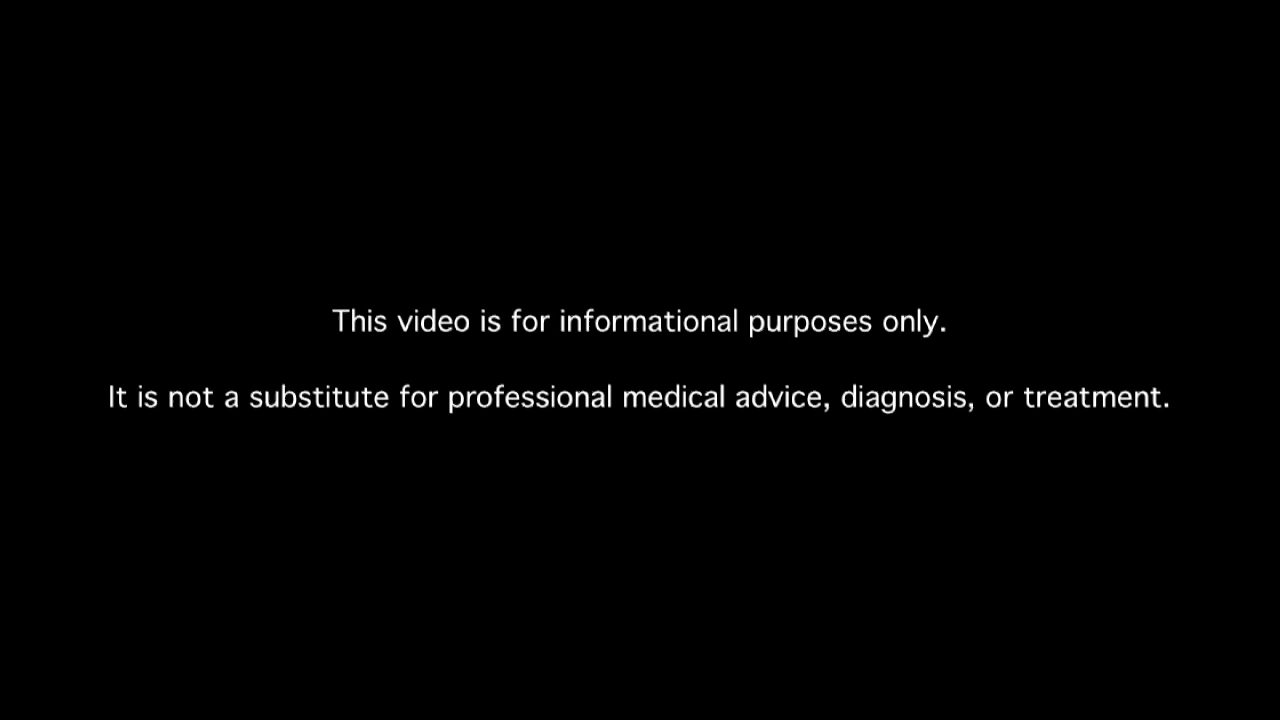 This video is for informational purposes only.
It is not a substitute for professional medical advice, diagnosis, or treatment.